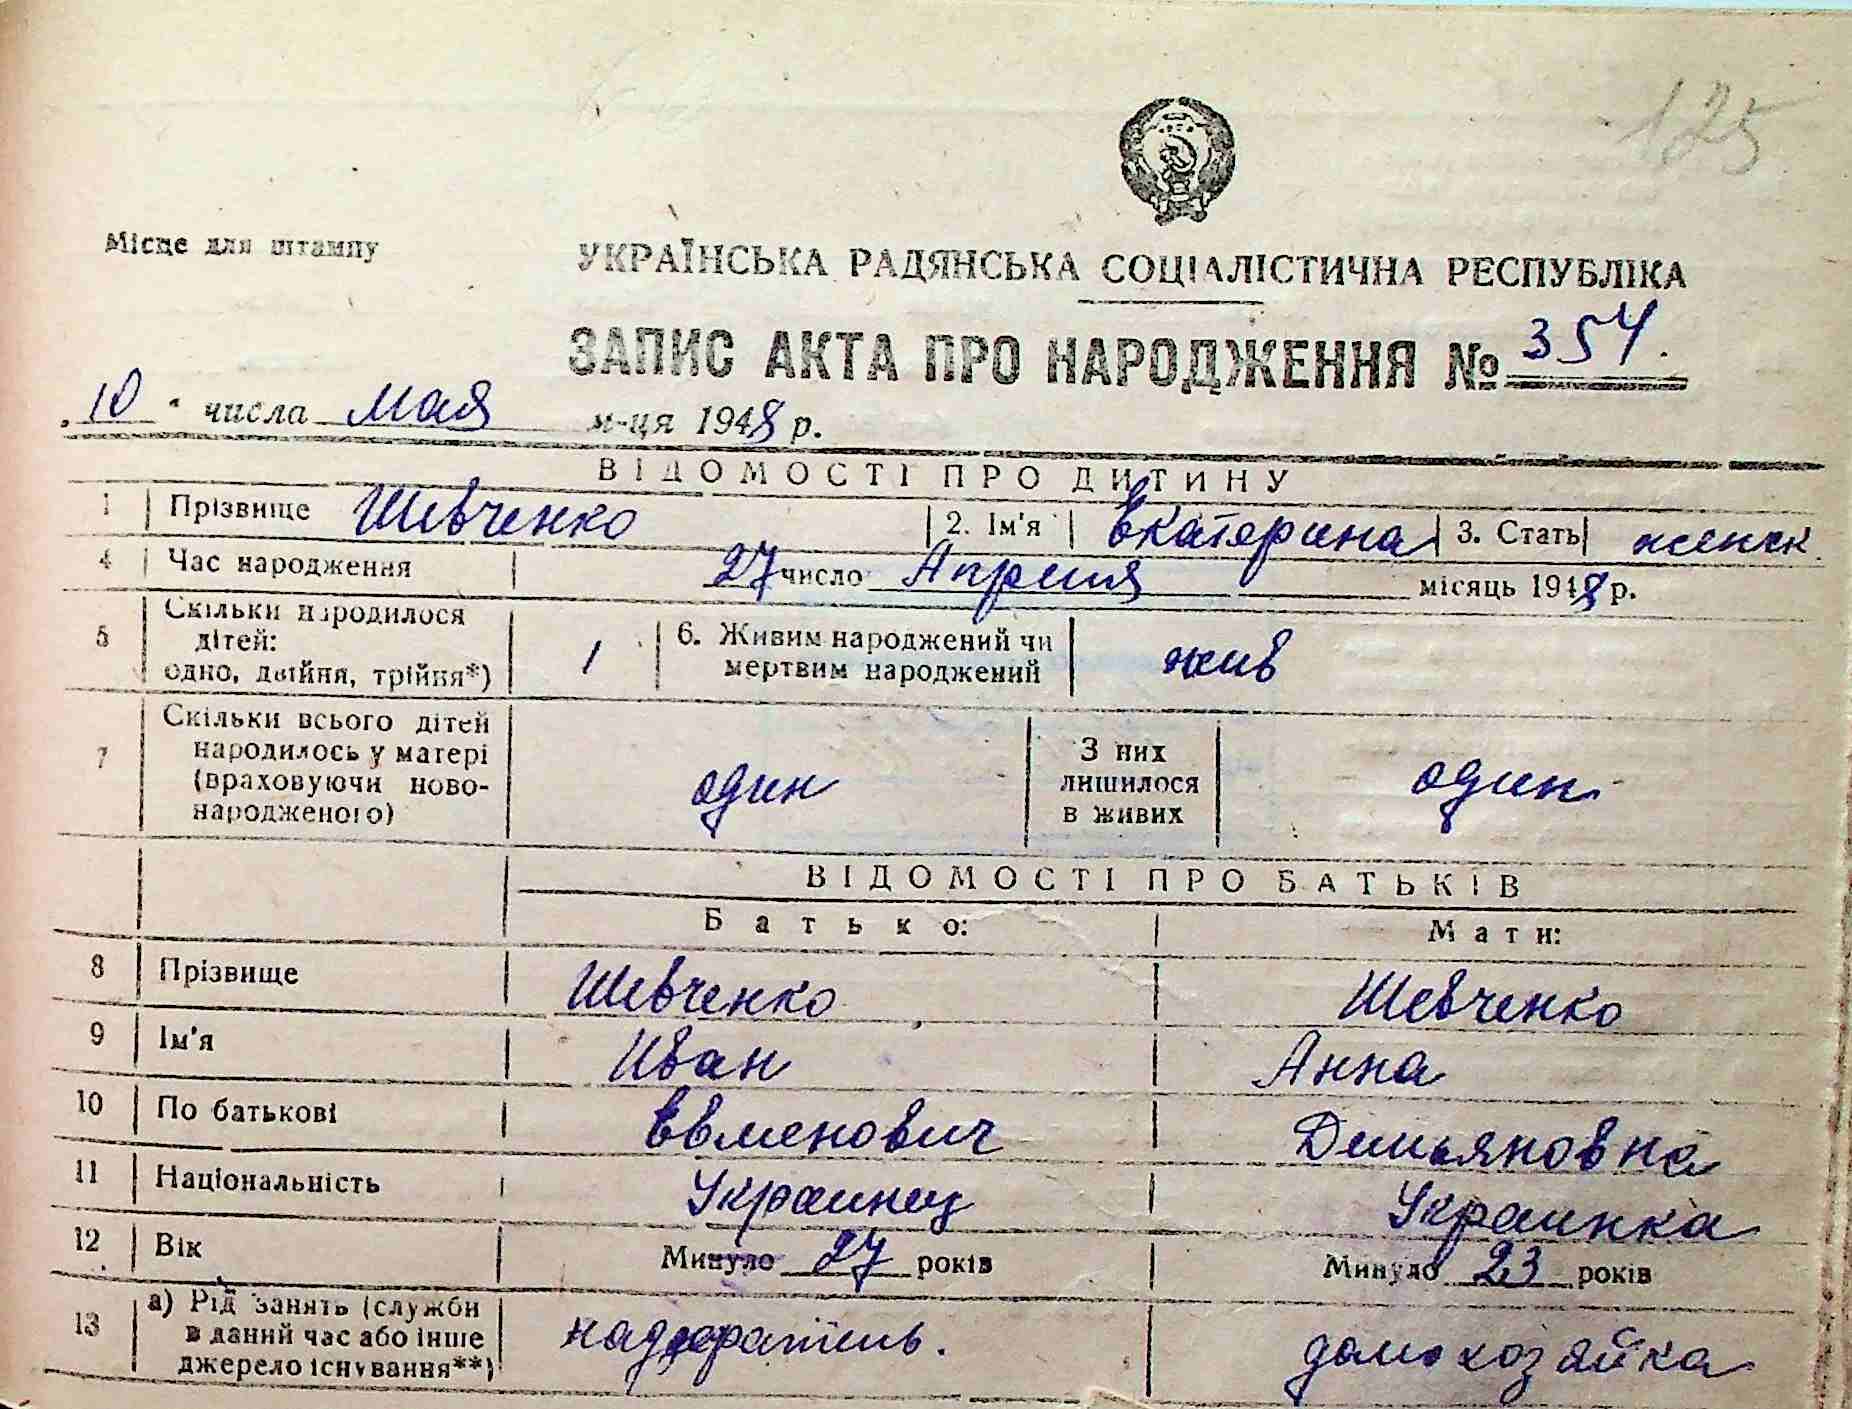 125
Місце для штампу
УКРАЇНСЬКА РАДЯНСЬКА СОЦІАЛІСТИЧНА РЕСПУБЛІКА
ЗАПИС АКТА ПРО НАРОДЖЕННЯ № 354.
„10" числа мая м-ця 1948 р.
ВІДОМОСТІ ПРО ДИТИНУ
1 Прізвище Шевченко 2. Ім'я Екатерина 3. Стать женск.
4 Час народження 27 число Апреля місяць 1948 р.
5 Скільки народилося
дітей:
одно, двійня, трійня*) 1 6. Живим народжений чи
мертвим народжений жив
7 Скільки всього дітей
народилось у матері
(враховуючи ново-
народженого) один З них
лишилося
в живих один
ВІДОМОСТІ ПРО БАТЬКІВ
Батько: Мати:
8 Прізвище Шевченко Шевченко
9 Ім'я Иван Анна
10 По батькові Евменович Демьяновна
11 Національність Украинец Украинка
12 Вік Минуло 27 років Минуло 23 років
13 а) Рід занять (служби
в даний час або інше
джерело існування**) надзиратель. домохозяйка